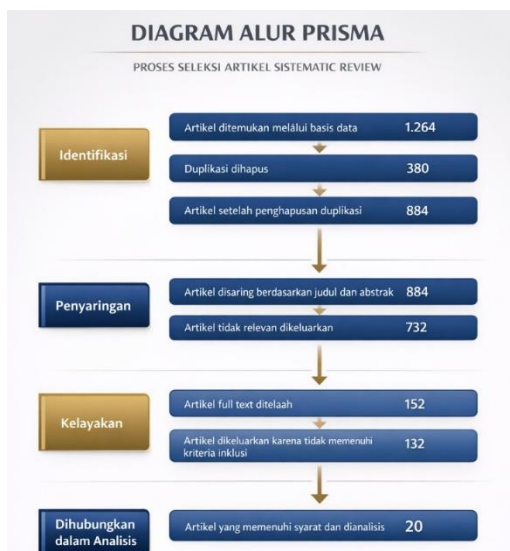 DIAGRAM ALUR PRISMA
PROSES SELEKSI ARTIKEL SISTEMATIC REVIEW
Identifikasi
Artikel ditemukan melálui basis data 1.264
Duplikasi dihapus 380
Artikel setelah penghapusan duplikasi 884
Penyaringan
Artikel disaring berdasarkan judul dan abstrak 884
Artikel tidak relevan dikeluarkan 732
Kelayakan
Artikel full text ditelaah 152
Artikel dikeluarkan karena tidak memenuhi
kriteria inklusi 132
Dihubungkan
dalam Analisis
Artikel yang memenuhi syarat dan dianalisis 20